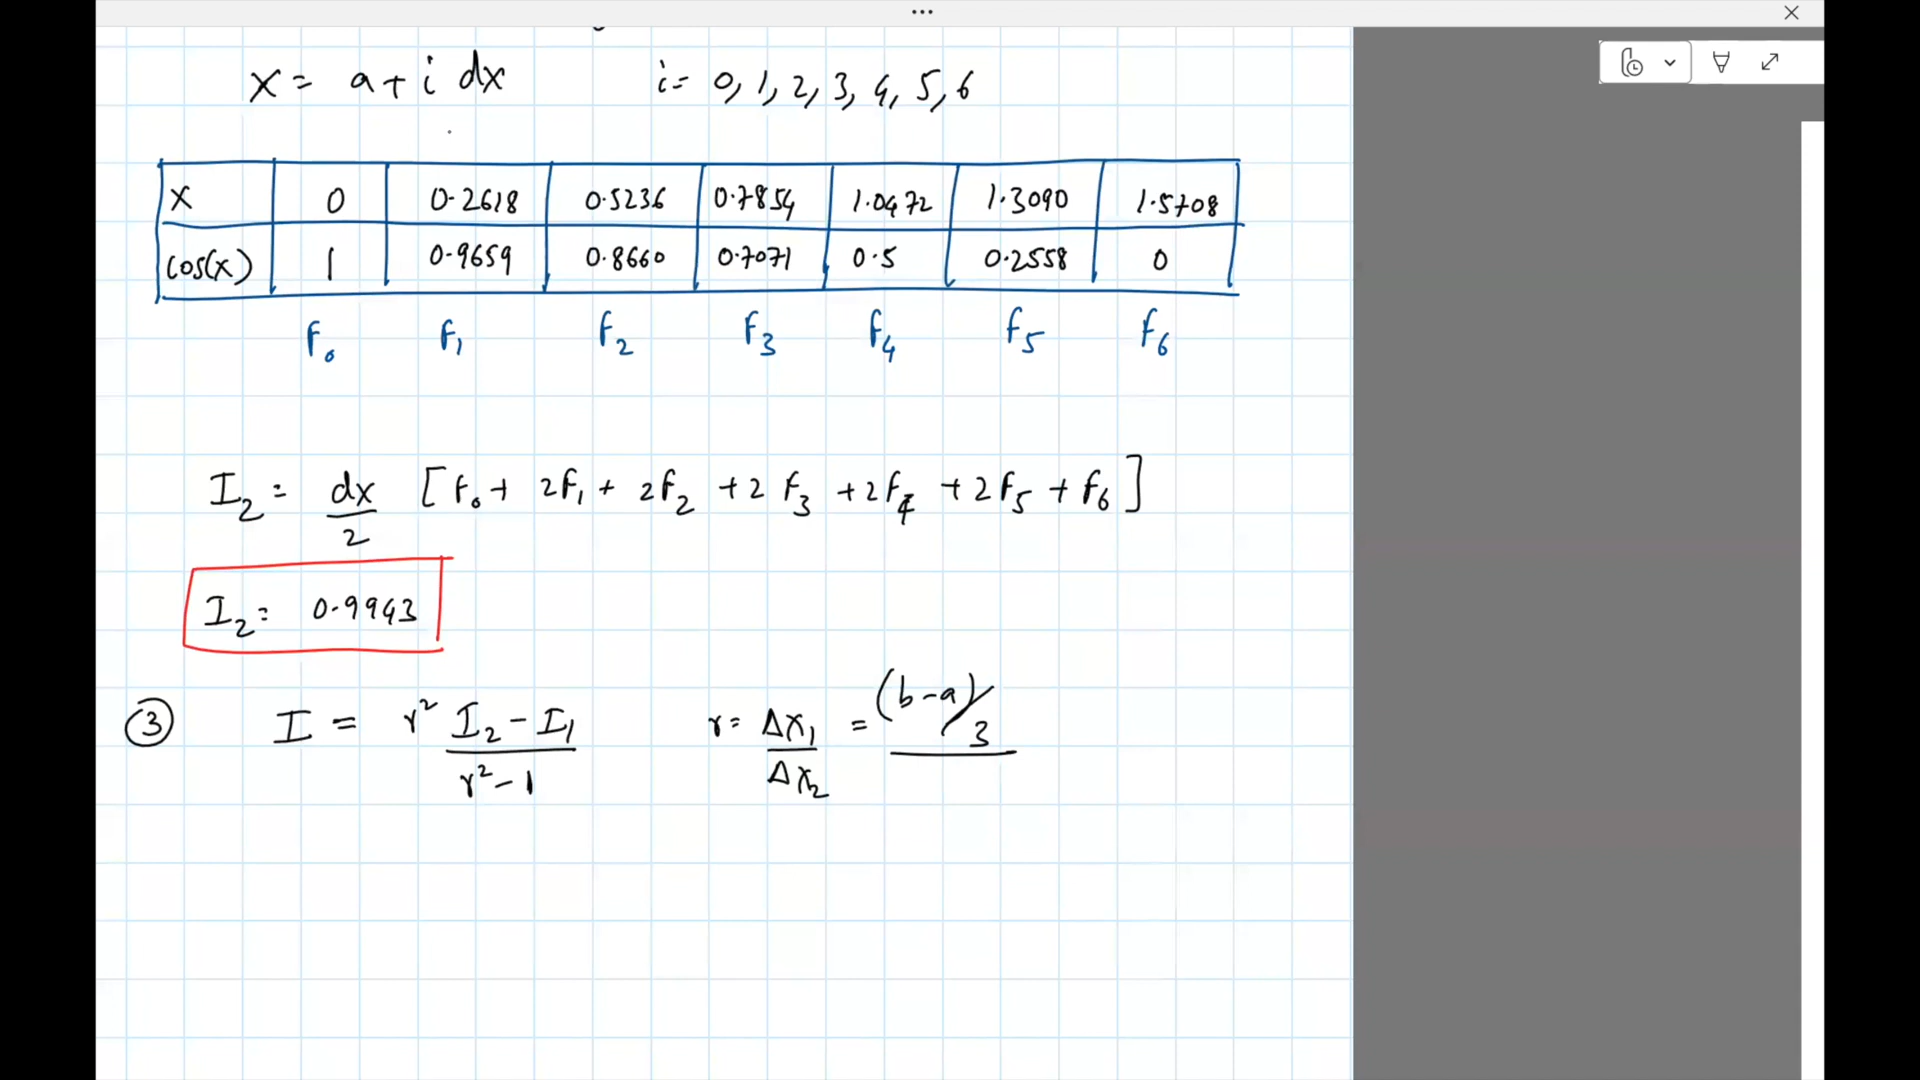 x = a + i dx i = 0, 1, 2, 3, 4, 5, 6
x 0 0.2618 0.5236 0.7854 1.0472 1.3090 1.5708
cos(x) 1 0.9659 0.8660 0.7071 0.5 0.2558 0
f₀ f₁ f₂ f₃ f₄ f₅ f₆
I₂ = dx/2 [f₀ + 2f₁ + 2f₂ + 2f₃ + 2f₄ + 2f₅ + f₆]
I₂ = 0.9943
③ I = r² I₂ - I₁ / r² - 1 r = Δx₁ / Δx₂ = (b-a)/3